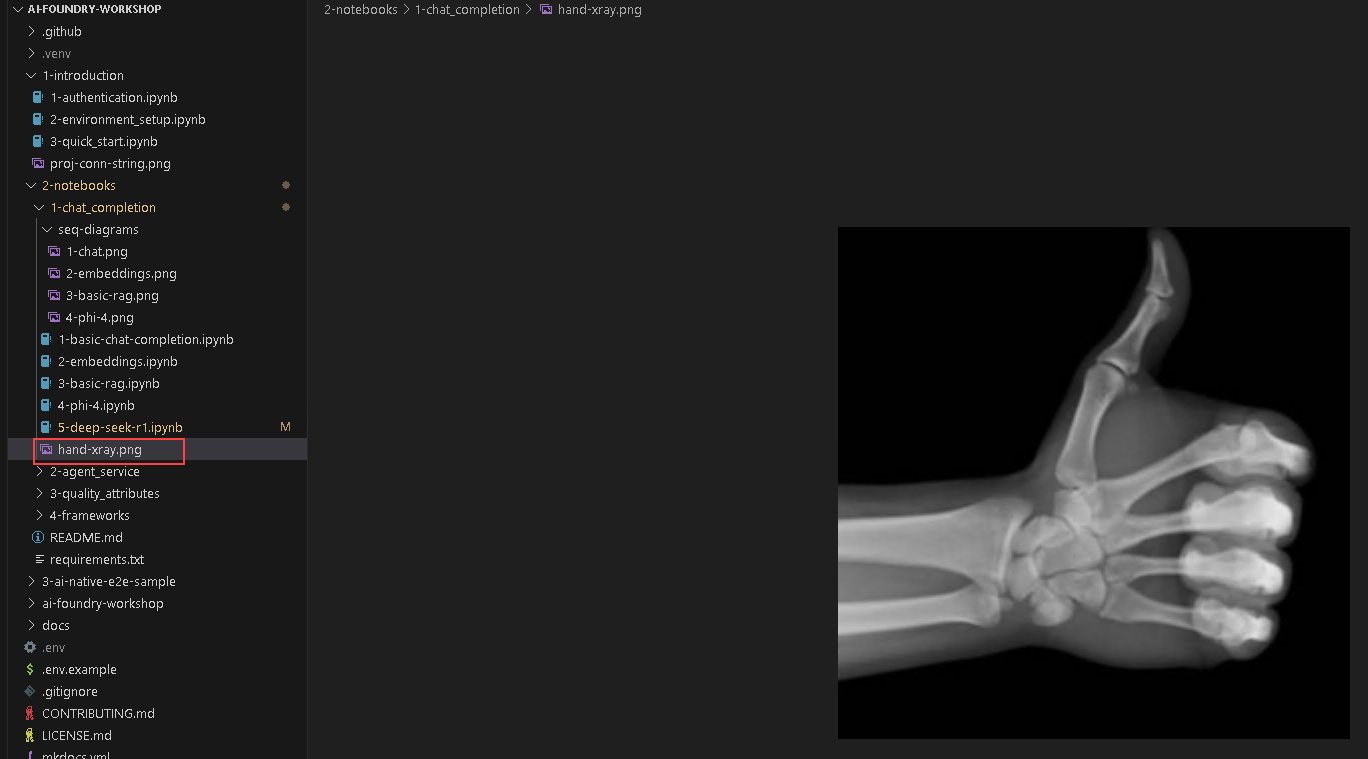 AI-FOUNDRY-WORKSHOP
2-notebooks > 1-chat_completion > hand-xray.png
.github
.venv
1-introduction
1-authentication.ipynb
2-environment_setup.ipynb
3-quick_start.ipynb
proj-conn-string.png
2-notebooks
1-chat_completion
seq-diagrams
1-chat.png
2-embeddings.png
3-basic-rag.png
4-phi-4.png
1-basic-chat-completion.ipynb
2-embeddings.ipynb
3-basic-rag.ipynb
4-phi-4.ipynb
5-deep-seek-r1.ipynb M
hand-xray.png
2-agent_service
3-quality_attributes
4-frameworks
README.md
requirements.txt
3-ai-native-e2e-sample
ai-foundry-workshop
docs
.env
$ .env.example
.gitignore
CONTRIBUTING.md
LICENSE.md
mkdocs.yml